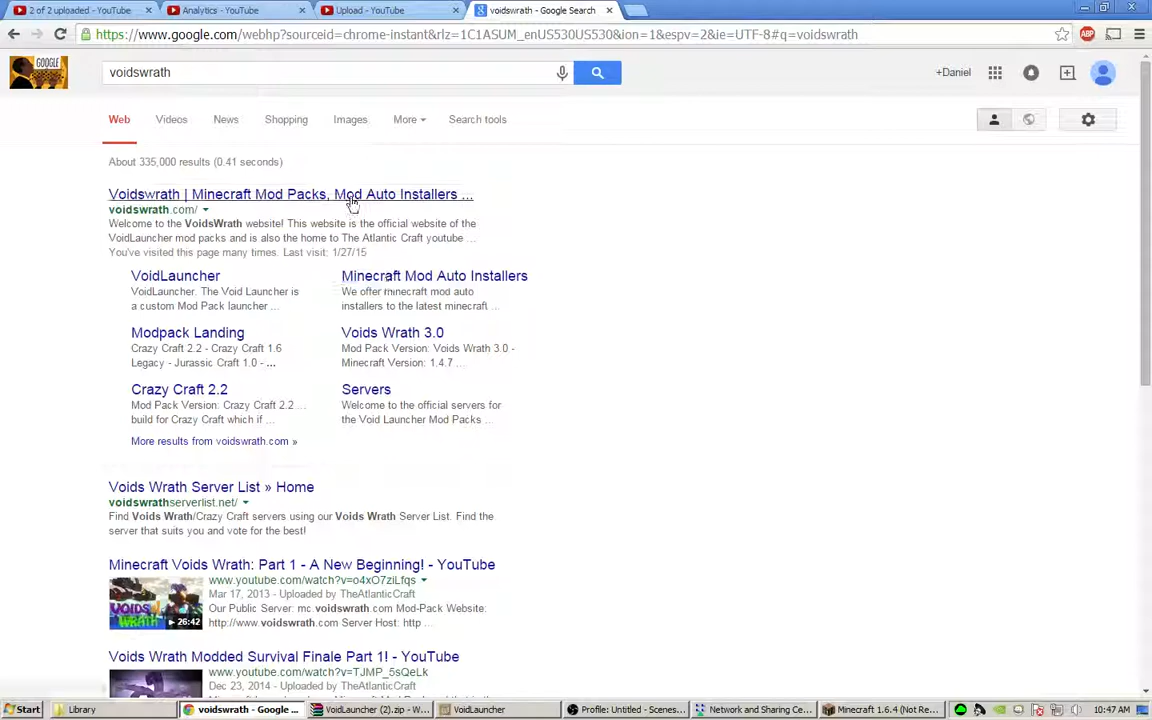 2 of 2 uploaded - YouTube
Analytics - YouTube
Upload - YouTube
voidswrath - Google Search
https://www.google.com/webhp?sourceid=chrome-instant&rlz=1C1ASUM_enUS530US530&ion=1&espv=2&ie=UTF-8#q=voidswrath
ABP
GOOGLE
voidswrath
+Daniel
Web
Videos
News
Shopping
Images
More
Search tools
About 335,000 results (0.41 seconds)
Voidswrath | Minecraft Mod Packs, Mod Auto Installers ...
voidswrath.com/
Welcome to the VoidsWrath website! This website is the official website of the
VoidLauncher mod packs and is also the home to The Atlantic Craft youtube ...
You've visited this page many times. Last visit: 1/27/15
VoidLauncher
VoidLauncher. The Void Launcher is
a custom Mod Pack launcher ...
Minecraft Mod Auto Installers
We offer minecraft mod auto
installers to the latest minecraft ...
Modpack Landing
Crazy Craft 2.2 - Crazy Craft 1.6
Legacy - Jurassic Craft 1.0 - ...
Voids Wrath 3.0
Mod Pack Version: Voids Wrath 3.0 -
Minecraft Version: 1.4.7 ...
Crazy Craft 2.2
Mod Pack Version: Crazy Craft 2.2 ...
build for Crazy Craft which if ...
Servers
Welcome to the official servers for
the Void Launcher Mod Packs ...
More results from voidswrath.com »
Voids Wrath Server List » Home
voidswrathserverlist.net/
Find Voids Wrath/Crazy Craft servers using our Voids Wrath Server List. Find the
server that suits you and vote for the best!
Minecraft Voids Wrath: Part 1 - A New Beginning! - YouTube
VOIDS
WRATH
26:42
www.youtube.com/watch?v=o4xO7ziLfqs
Mar 17, 2013 - Uploaded by TheAtlanticCraft
Our Public Server: mc.voidswrath.com Mod-Pack Website:
http://www.voidswrath.com Server Host: http ...
Voids Wrath Modded Survival Finale Part 1! - YouTube
www.youtube.com/watch?v=TJMP_5sQeLk
Dec 23, 2014 - Uploaded by TheAtlanticCraft
Start
Library
voidswrath - Google ...
VoidLauncher (2).zip - W...
VoidLauncher
Profile: Untitled - Scenes...
Network and Sharing Ce...
Minecraft 1.6.4 (Not Re...
10:47 AM